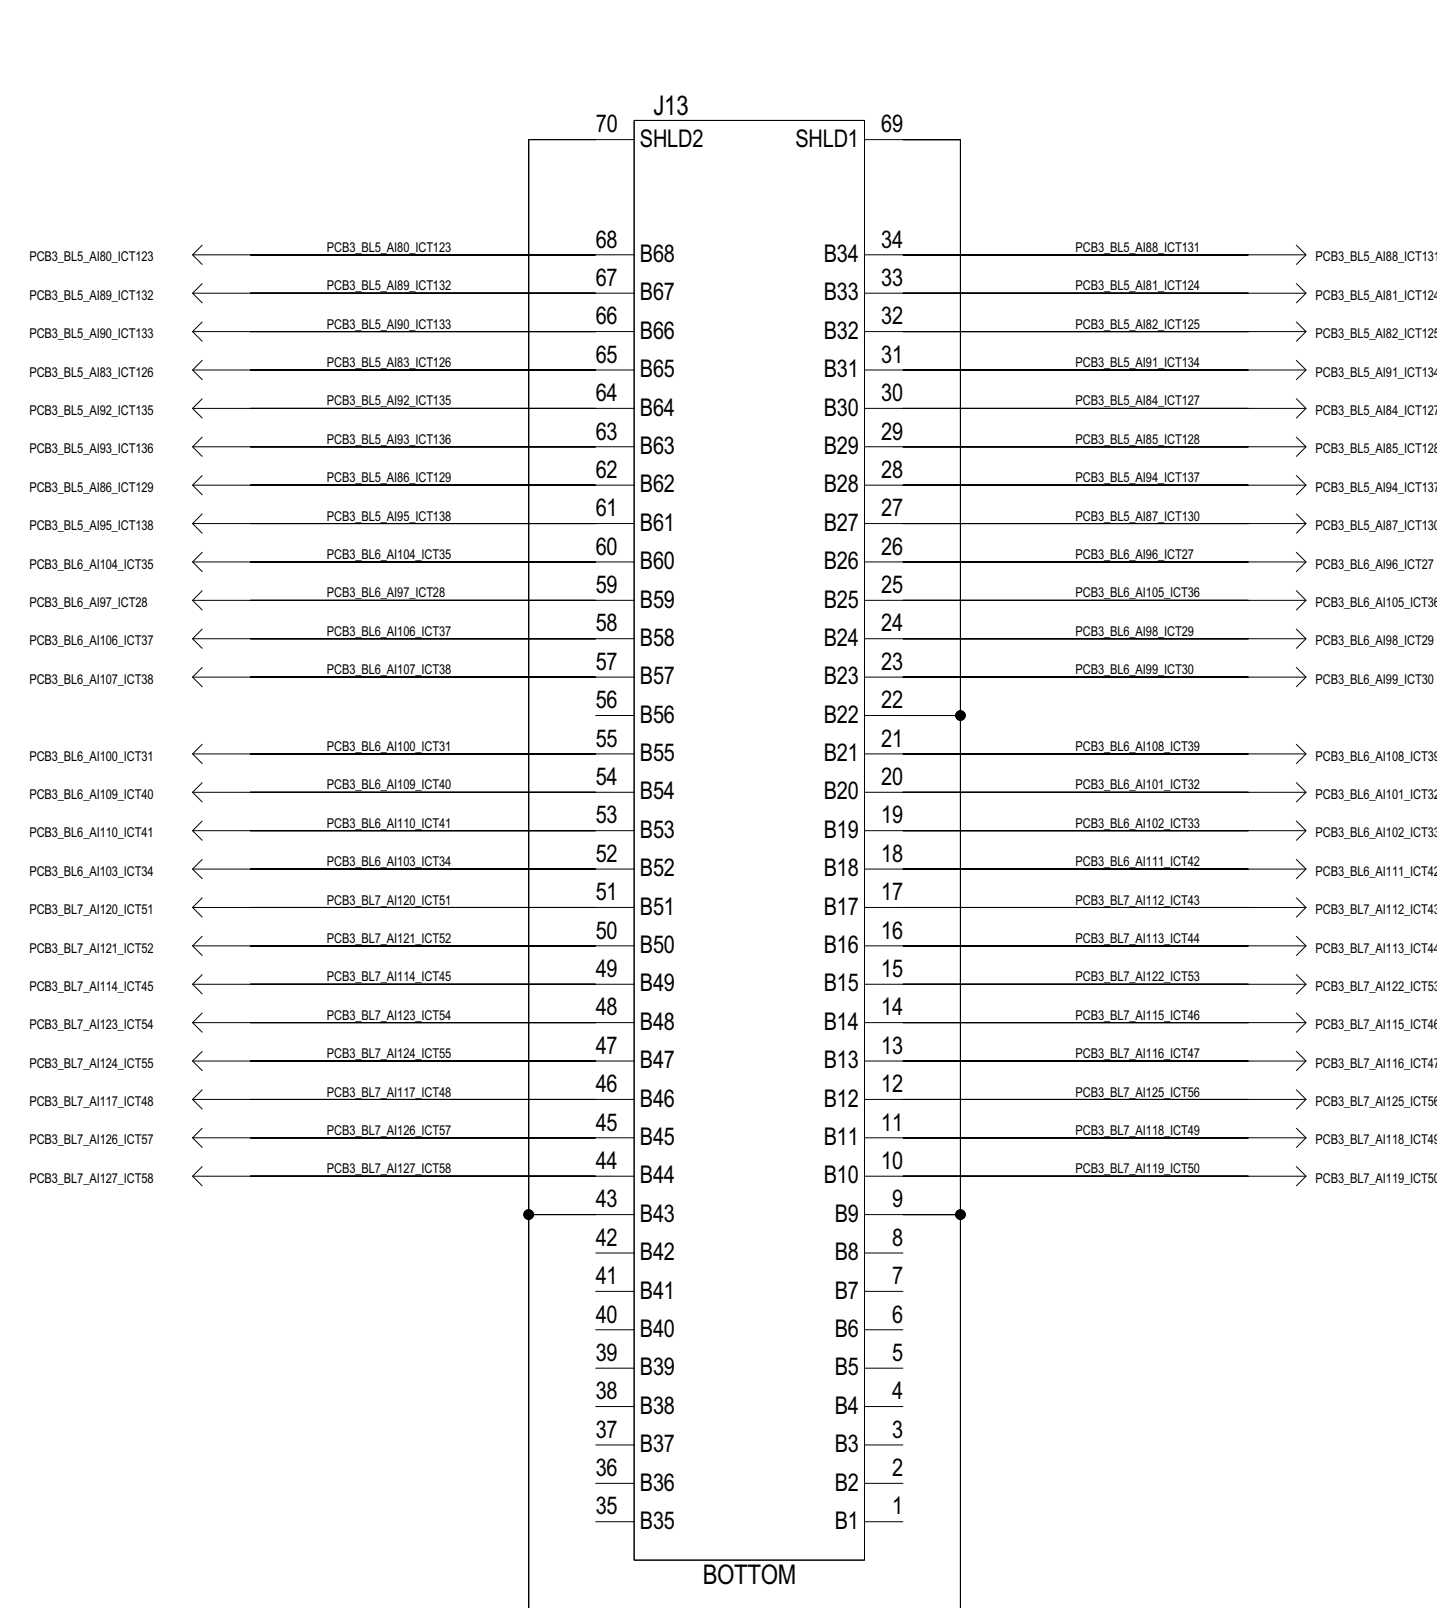 J13
70 SHLD2 SHLD1 69
PCB3_BL5_AI80_ICT123 PCB3_BL5_AI80_ICT123 68 B68 B34 34 PCB3_BL5_AI88_ICT131 PCB3_BL5_AI88_ICT131
PCB3_BL5_AI89_ICT132 PCB3_BL5_AI89_ICT132 67 B67 B33 33 PCB3_BL5_AI81_ICT124 PCB3_BL5_AI81_ICT124
PCB3_BL5_AI90_ICT133 PCB3_BL5_AI90_ICT133 66 B66 B32 32 PCB3_BL5_AI82_ICT125 PCB3_BL5_AI82_ICT125
PCB3_BL5_AI83_ICT126 PCB3_BL5_AI83_ICT126 65 B65 B31 31 PCB3_BL5_AI91_ICT134 PCB3_BL5_AI91_ICT134
PCB3_BL5_AI92_ICT135 PCB3_BL5_AI92_ICT135 64 B64 B30 30 PCB3_BL5_AI84_ICT127 PCB3_BL5_AI84_ICT127
PCB3_BL5_AI93_ICT136 PCB3_BL5_AI93_ICT136 63 B63 B29 29 PCB3_BL5_AI85_ICT128 PCB3_BL5_AI85_ICT128
PCB3_BL5_AI86_ICT129 PCB3_BL5_AI86_ICT129 62 B62 B28 28 PCB3_BL5_AI94_ICT137 PCB3_BL5_AI94_ICT137
PCB3_BL5_AI95_ICT138 PCB3_BL5_AI95_ICT138 61 B61 B27 27 PCB3_BL5_AI87_ICT130 PCB3_BL5_AI87_ICT130
PCB3_BL6_AI104_ICT35 PCB3_BL6_AI104_ICT35 60 B60 B26 26 PCB3_BL6_AI96_ICT27 PCB3_BL6_AI96_ICT27
PCB3_BL6_AI97_ICT28 PCB3_BL6_AI97_ICT28 59 B59 B25 25 PCB3_BL6_AI105_ICT36 PCB3_BL6_AI105_ICT36
PCB3_BL6_AI106_ICT37 PCB3_BL6_AI106_ICT37 58 B58 B24 24 PCB3_BL6_AI98_ICT29 PCB3_BL6_AI98_ICT29
PCB3_BL6_AI107_ICT38 PCB3_BL6_AI107_ICT38 57 B57 B23 23 PCB3_BL6_AI99_ICT30 PCB3_BL6_AI99_ICT30
56 B56 B22 22
PCB3_BL6_AI100_ICT31 PCB3_BL6_AI100_ICT31 55 B55 B21 21 PCB3_BL6_AI108_ICT39 PCB3_BL6_AI108_ICT39
PCB3_BL6_AI109_ICT40 PCB3_BL6_AI109_ICT40 54 B54 B20 20 PCB3_BL6_AI101_ICT32 PCB3_BL6_AI101_ICT32
PCB3_BL6_AI110_ICT41 PCB3_BL6_AI110_ICT41 53 B53 B19 19 PCB3_BL6_AI102_ICT33 PCB3_BL6_AI102_ICT33
PCB3_BL6_AI103_ICT34 PCB3_BL6_AI103_ICT34 52 B52 B18 18 PCB3_BL6_AI111_ICT42 PCB3_BL6_AI111_ICT42
PCB3_BL7_AI120_ICT51 PCB3_BL7_AI120_ICT51 51 B51 B17 17 PCB3_BL7_AI112_ICT43 PCB3_BL7_AI112_ICT43
PCB3_BL7_AI121_ICT52 PCB3_BL7_AI121_ICT52 50 B50 B16 16 PCB3_BL7_AI113_ICT44 PCB3_BL7_AI113_ICT44
PCB3_BL7_AI114_ICT45 PCB3_BL7_AI114_ICT45 49 B49 B15 15 PCB3_BL7_AI122_ICT53 PCB3_BL7_AI122_ICT53
PCB3_BL7_AI123_ICT54 PCB3_BL7_AI123_ICT54 48 B48 B14 14 PCB3_BL7_AI115_ICT46 PCB3_BL7_AI115_ICT46
PCB3_BL7_AI124_ICT55 PCB3_BL7_AI124_ICT55 47 B47 B13 13 PCB3_BL7_AI116_ICT47 PCB3_BL7_AI116_ICT47
PCB3_BL7_AI117_ICT48 PCB3_BL7_AI117_ICT48 46 B46 B12 12 PCB3_BL7_AI125_ICT56 PCB3_BL7_AI125_ICT56
PCB3_BL7_AI126_ICT57 PCB3_BL7_AI126_ICT57 45 B45 B11 11 PCB3_BL7_AI118_ICT49 PCB3_BL7_AI118_ICT49
PCB3_BL7_AI127_ICT58 PCB3_BL7_AI127_ICT58 44 B44 B10 10 PCB3_BL7_AI119_ICT50 PCB3_BL7_AI119_ICT50
43 B43 B9 9
42 B42 B8 8
41 B41 B7 7
40 B40 B6 6
39 B39 B5 5
38 B38 B4 4
37 B37 B3 3
36 B36 B2 2
35 B35 B1 1
BOTTOM